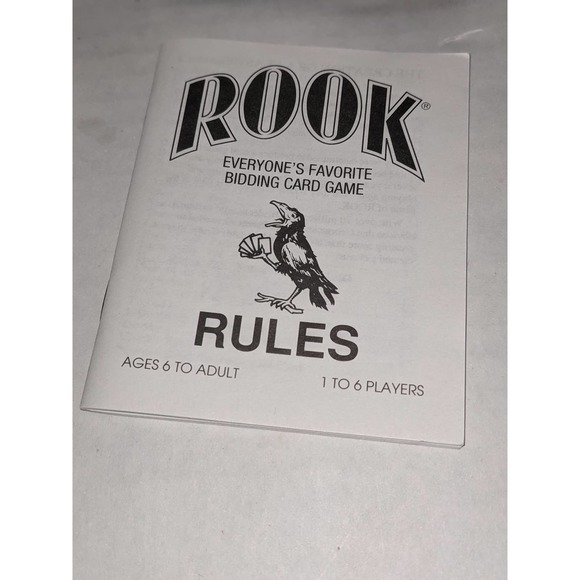 ROOK®
EVERYONE'S FAVORITE
BIDDING CARD GAME
RULES
AGES 6 TO ADULT
1 TO 6 PLAYERS